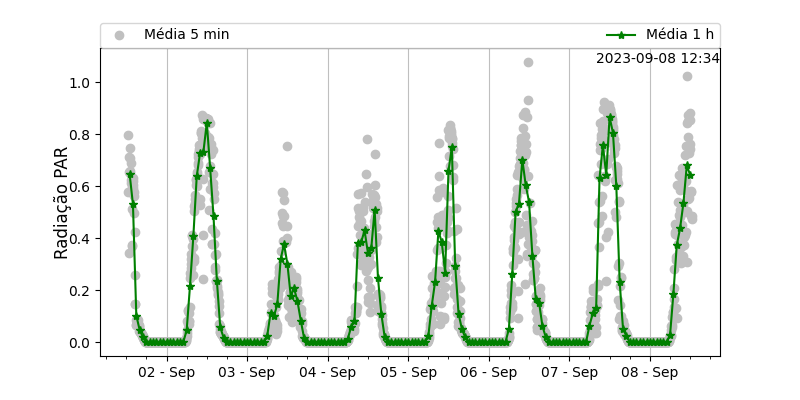 Média 5 min
Média 1 h
2023-09-08 12:34
Radiação PAR
1.0
0.8
0.6
0.4
0.2
0.0
02 - Sep
03 - Sep
04 - Sep
05 - Sep
06 - Sep
07 - Sep
08 - Sep